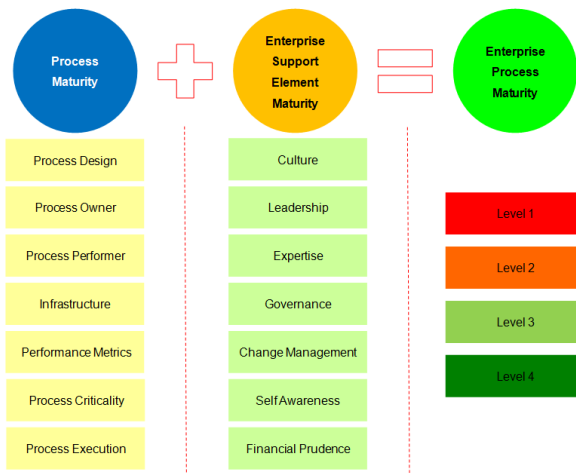 Process
Maturity
Enterprise
Support
Element
Maturity
Enterprise
Process
Maturity
Process Design
Process Owner
Process Performer
Infrastructure
Performance Metrics
Process Criticality
Process Execution
Culture
Leadership
Expertise
Governance
Change Management
Self Awareness
Financial Prudence
Level 1
Level 2
Level 3
Level 4